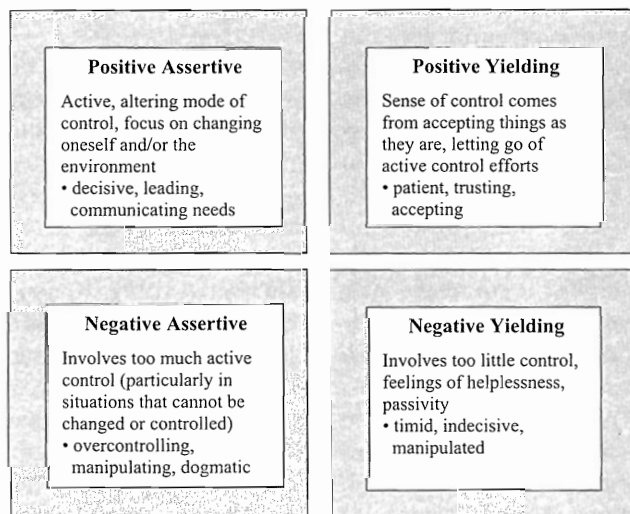 Positive Assertive
Active, altering mode of
control, focus on changing
oneself and/or the
environment
• decisive, leading,
communicating needs
Positive Yielding
Sense of control comes
from accepting things as
they are, letting go of
active control efforts
• patient, trusting,
accepting
Negative Assertive
Involves too much active
control (particularly in
situations that cannot be
changed or controlled)
• overcontrolling,
manipulating, dogmatic
Negative Yielding
Involves too little control,
feelings of helplessness,
passivity
• timid, indecisive,
manipulated